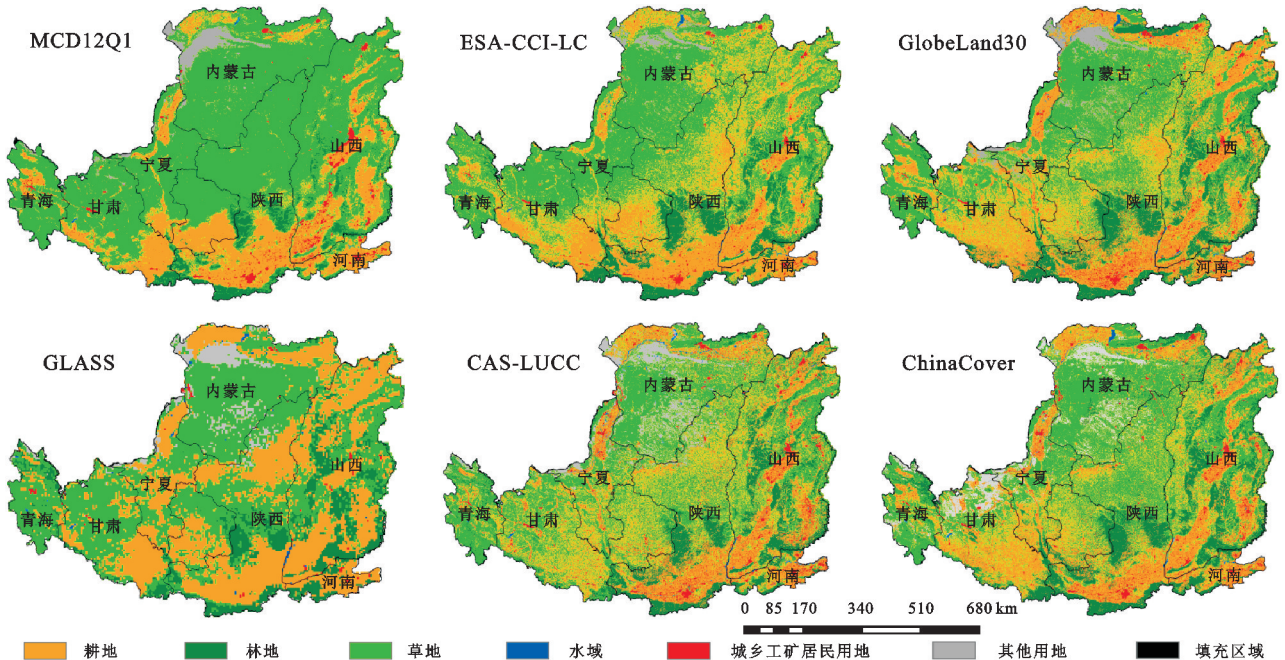 MCD12Q1
内蒙古
宁夏
山西
青海
甘肃
陕西
河南
ESA-CCI-LC
内蒙古
宁夏
山西
青海
甘肃
陕西
河南
GlobeLand30
内蒙古
宁夏
山西
青海
甘肃
陕西
河南
GLASS
内蒙古
宁夏
山西
青海
甘肃
陕西
河南
CAS-LUCC
内蒙古
宁夏
山西
青海
甘肃
陕西
河南
ChinaCover
内蒙古
宁夏
山西
青海
甘肃
陕西
河南
0 85 170 340 510 680 km
耕地 林地 草地 水域 城乡工矿居民用地 其他用地 填充区域